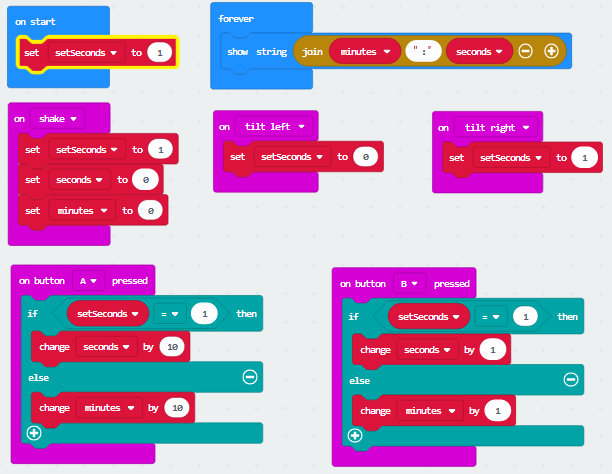 on start
set setSeconds to 1
forever
show string join minutes ":" seconds
on shake
set setSeconds to 1
set seconds to 0
set minutes to 0
on tilt left
set setSeconds to 0
on tilt right
set setSeconds to 1
on button A pressed
if setSeconds = 1 then
change seconds by 10
else
change minutes by 10
on button B pressed
if setSeconds = 1 then
change seconds by 1
else
change minutes by 1